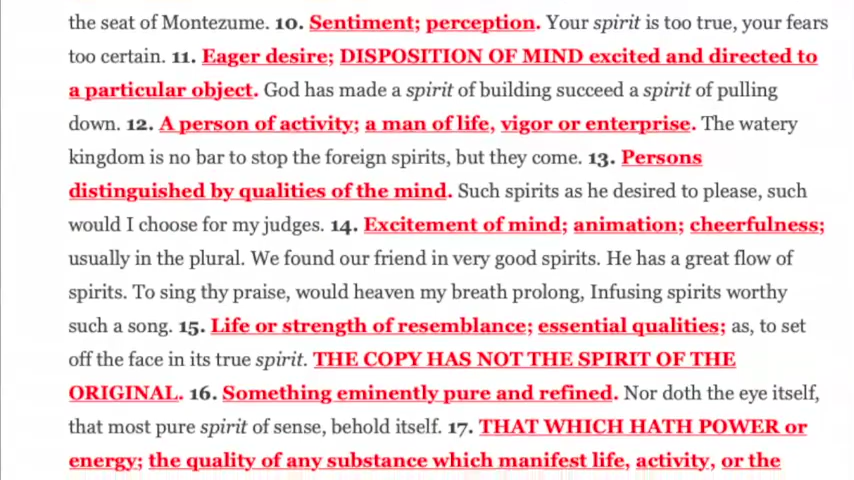 the seat of Montezume. 10. Sentiment; perception. Your spirit is too true, your fears
too certain. 11. Eager desire; DISPOSITION OF MIND excited and directed to
a particular object. God has made a spirit of building succeed a spirit of pulling
down. 12. A person of activity; a man of life, vigor or enterprise. The watery
kingdom is no bar to stop the foreign spirits, but they come. 13. Persons
distinguished by qualities of the mind. Such spirits as he desired to please, such
would I choose for my judges. 14. Excitement of mind; animation; cheerfulness;
usually in the plural. We found our friend in very good spirits. He has a great flow of
spirits. To sing thy praise, would heaven my breath prolong, Infusing spirits worthy
such a song. 15. Life or strength of resemblance; essential qualities; as, to set
off the face in its true spirit. THE COPY HAS NOT THE SPIRIT OF THE
ORIGINAL. 16. Something eminently pure and refined. Nor doth the eye itself,
that most pure spirit of sense, behold itself. 17. THAT WHICH HATH POWER or
energy; the quality of any substance which manifest life, activity, or the